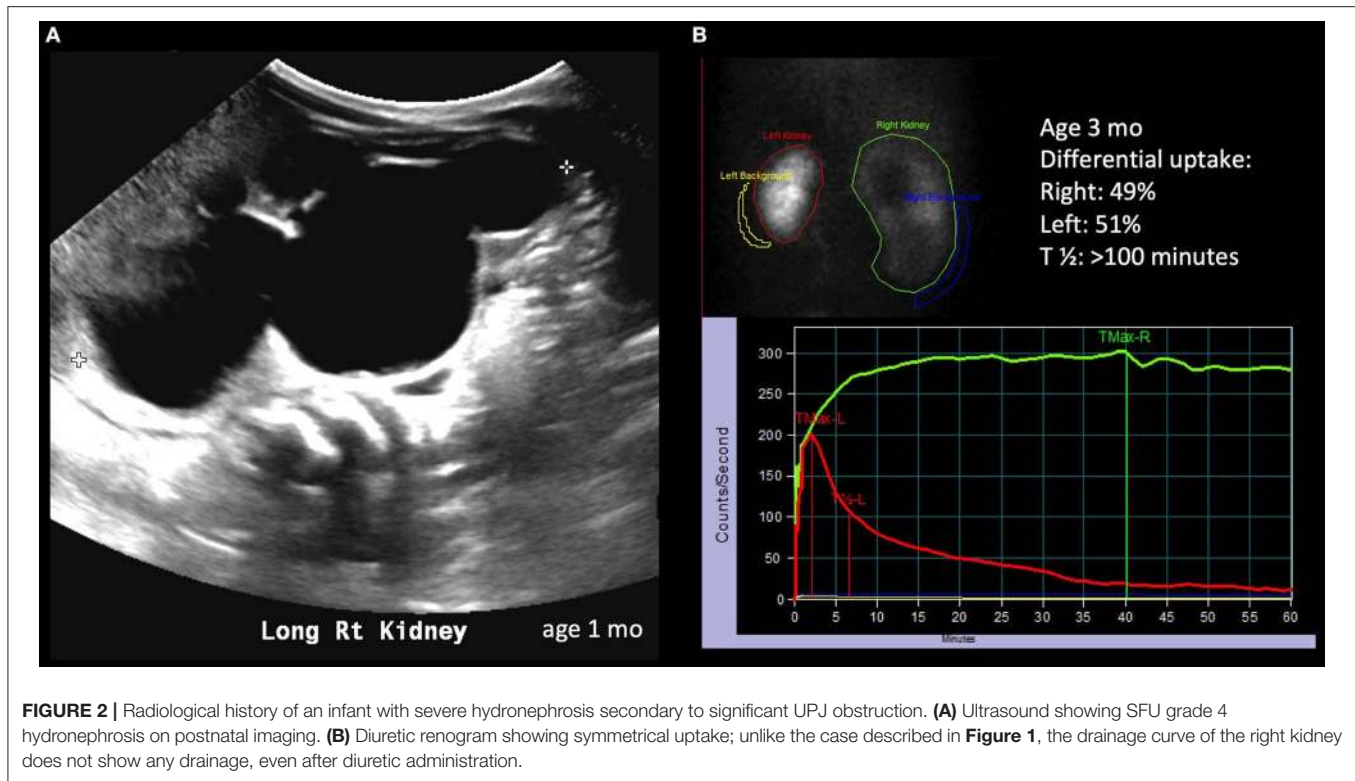 A
Long Rt Kidney
age 1 mo
B
Left Kidney
Right Kidney
Left Background
Age 3 mo
Differential uptake:
Right: 49%
Left: 51%
T ½: >100 minutes
TMax-R
TMax-L
T½-L
Counts/Second
300
250
200
150
100
50
0
0 5 10 15 20 25 30 35 40 45 50 55 60
Minutes
FIGURE 2 | Radiological history of an infant with severe hydronephrosis secondary to significant UPJ obstruction. (A) Ultrasound showing SFU grade 4
hydronephrosis on postnatal imaging. (B) Diuretic renogram showing symmetrical uptake; unlike the case described in Figure 1, the drainage curve of the right kidney
does not show any drainage, even after diuretic administration.